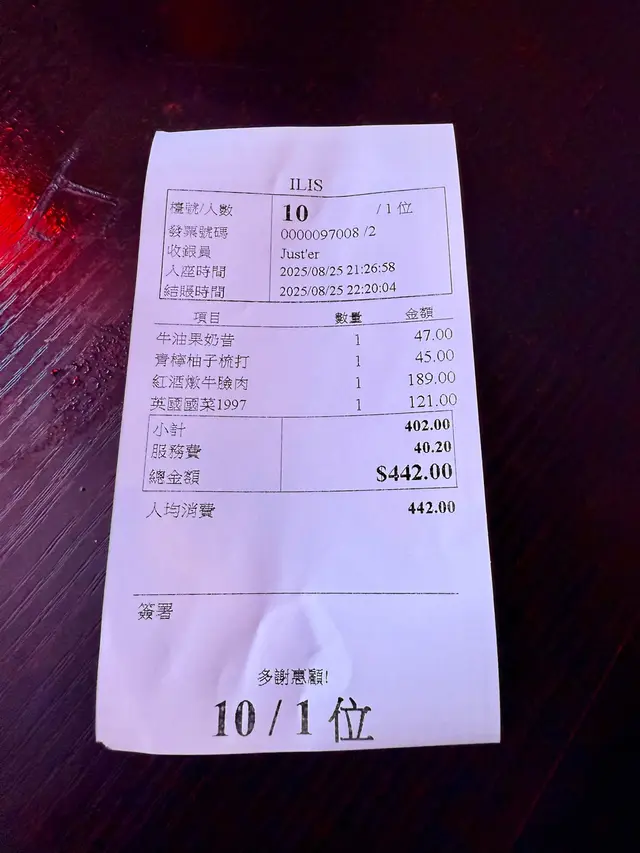 ILIS
檯號/人數 10 /1 位
發票號碼 0000097008 /2
收銀員 Just'er
入座時間 2025/08/25 21:26:58
結賬時間 2025/08/25 22:20:04
項目 數量 金額
牛油果奶昔 1 47.00
青檸柚子梳打 1 45.00
紅酒燉牛臉肉 1 189.00
英國國菜1997 1 121.00
小計 402.00
服務費 40.20
總金額 $442.00
人均消費 442.00
簽署
多謝惠顧!
10 / 1 位